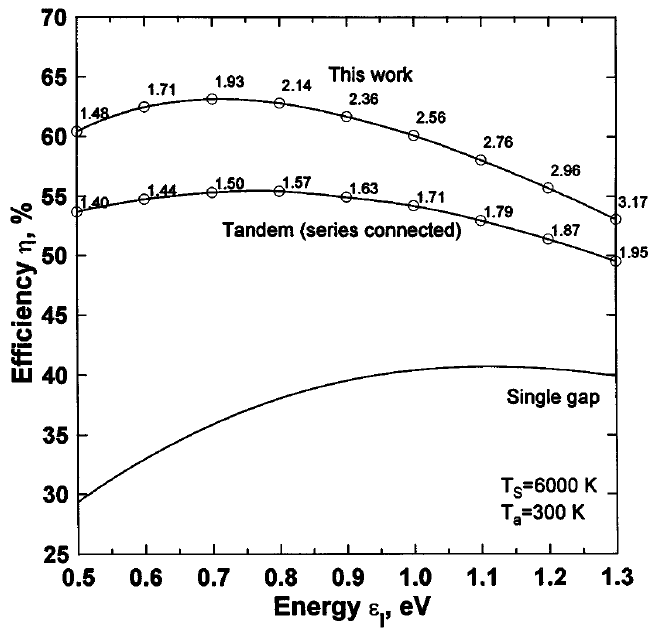 70
65
60
55
50
45
40
35
30
25
Efficiency η, %
This work
1.48 1.71 1.93 2.14 2.36 2.56 2.76 2.96 3.17
1.40 1.44 1.50 1.57 1.63 1.71 1.79 1.87 1.95
Tandem (series connected)
Single gap
T_S=6000 K
T_a=300 K
0.5 0.6 0.7 0.8 0.9 1.0 1.1 1.2 1.3
Energy ε_l, eV